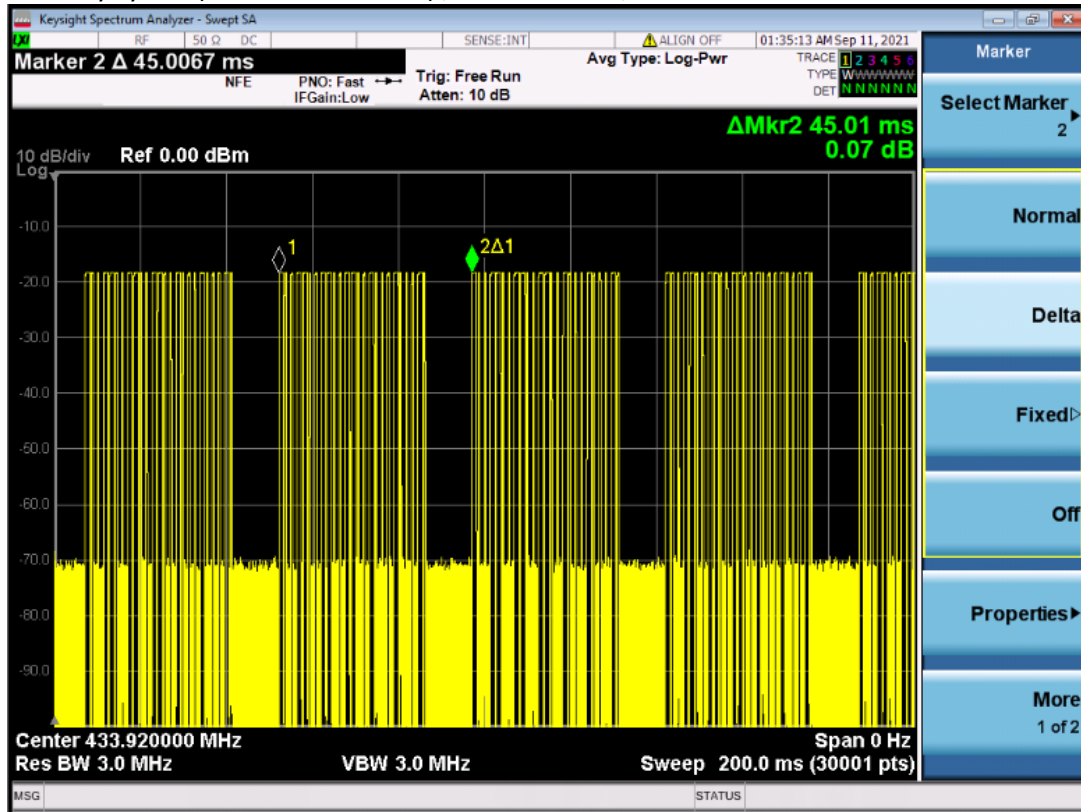 Keysight Spectrum Analyzer - Swept SA
LXI RF 50 Ω DC SENSE:INT ALIGN OFF 01:35:13 AM Sep 11, 2021
Marker 2 Δ 45.0067 ms
NFE
PNO: Fast
IFGain:Low
Trig: Free Run
Atten: 10 dB
Avg Type: Log-Pwr
TRACE 1 2 3 4 5 6
TYPE WWWWWW
DET N N N N N N
ΔMkr2 45.01 ms
0.07 dB
10 dB/div Ref 0.00 dBm
Log
-10.0
-20.0
-30.0
-40.0
-50.0
-60.0
-70.0
-80.0
-90.0
1
2Δ1
Center 433.920000 MHz
Span 0 Hz
Res BW 3.0 MHz
VBW 3.0 MHz
Sweep 200.0 ms (30001 pts)
MSG
STATUS
Marker
Select Marker
2
Normal
Delta
Fixed
Off
Properties
More
1 of 2